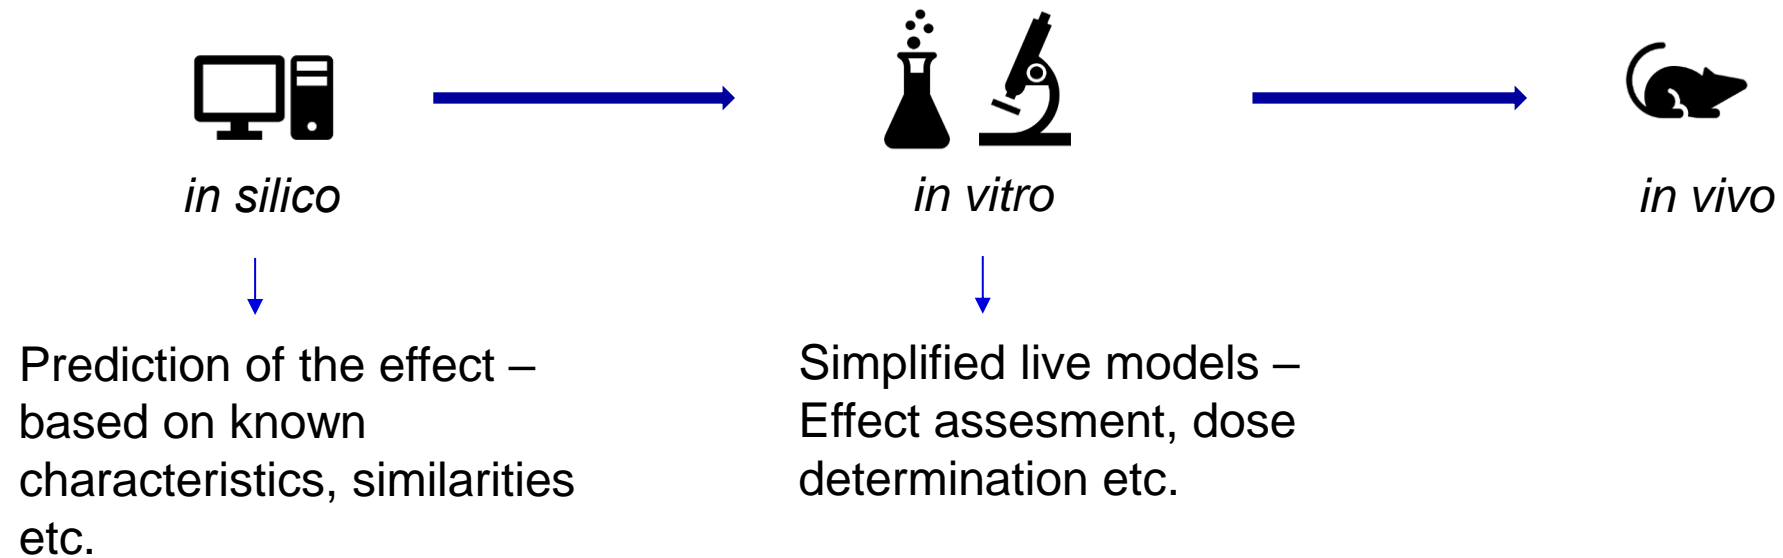 in silico
in vitro
in vivo
Prediction of the effect –
based on known
characteristics, similarities
etc.
Simplified live models –
Effect assesment, dose
determination etc.